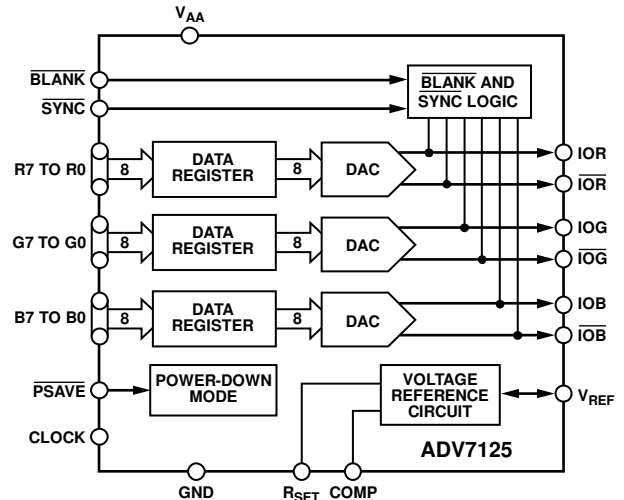 VAA
BLANK
SYNC
BLANK AND
SYNC LOGIC
R7 TO R0
8
DATA
REGISTER
8
DAC
IOR
IOR
G7 TO G0
8
DATA
REGISTER
8
DAC
IOG
IOG
B7 TO B0
8
DATA
REGISTER
8
DAC
IOB
IOB
PSAVE
POWER-DOWN
MODE
VOLTAGE
REFERENCE
CIRCUIT
VREF
CLOCK
ADV7125
GND
RSET
COMP